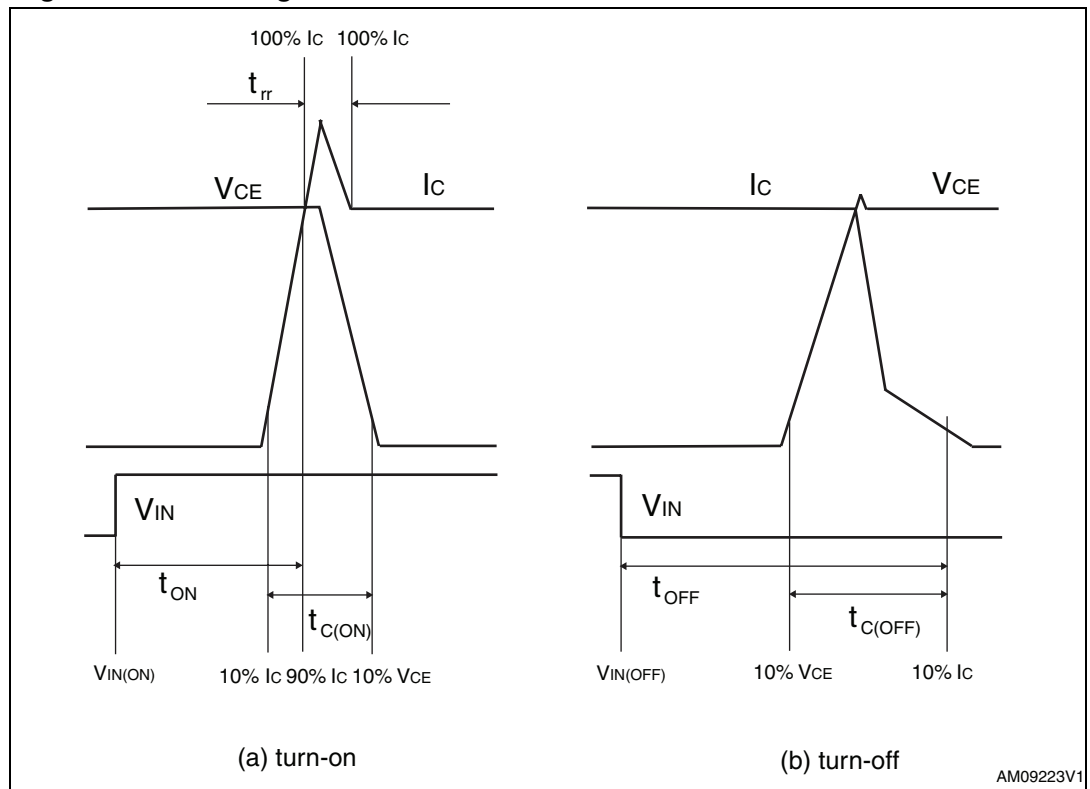 100% IC 100% IC
trr
VCE IC
IC VCE
VIN
VIN
tON
tC(ON)
tOFF
tC(OFF)
VIN(ON) 10% IC 90% IC 10% VCE
VIN(OFF) 10% VCE 10% IC
(a) turn-on
(b) turn-off
AM09223V1